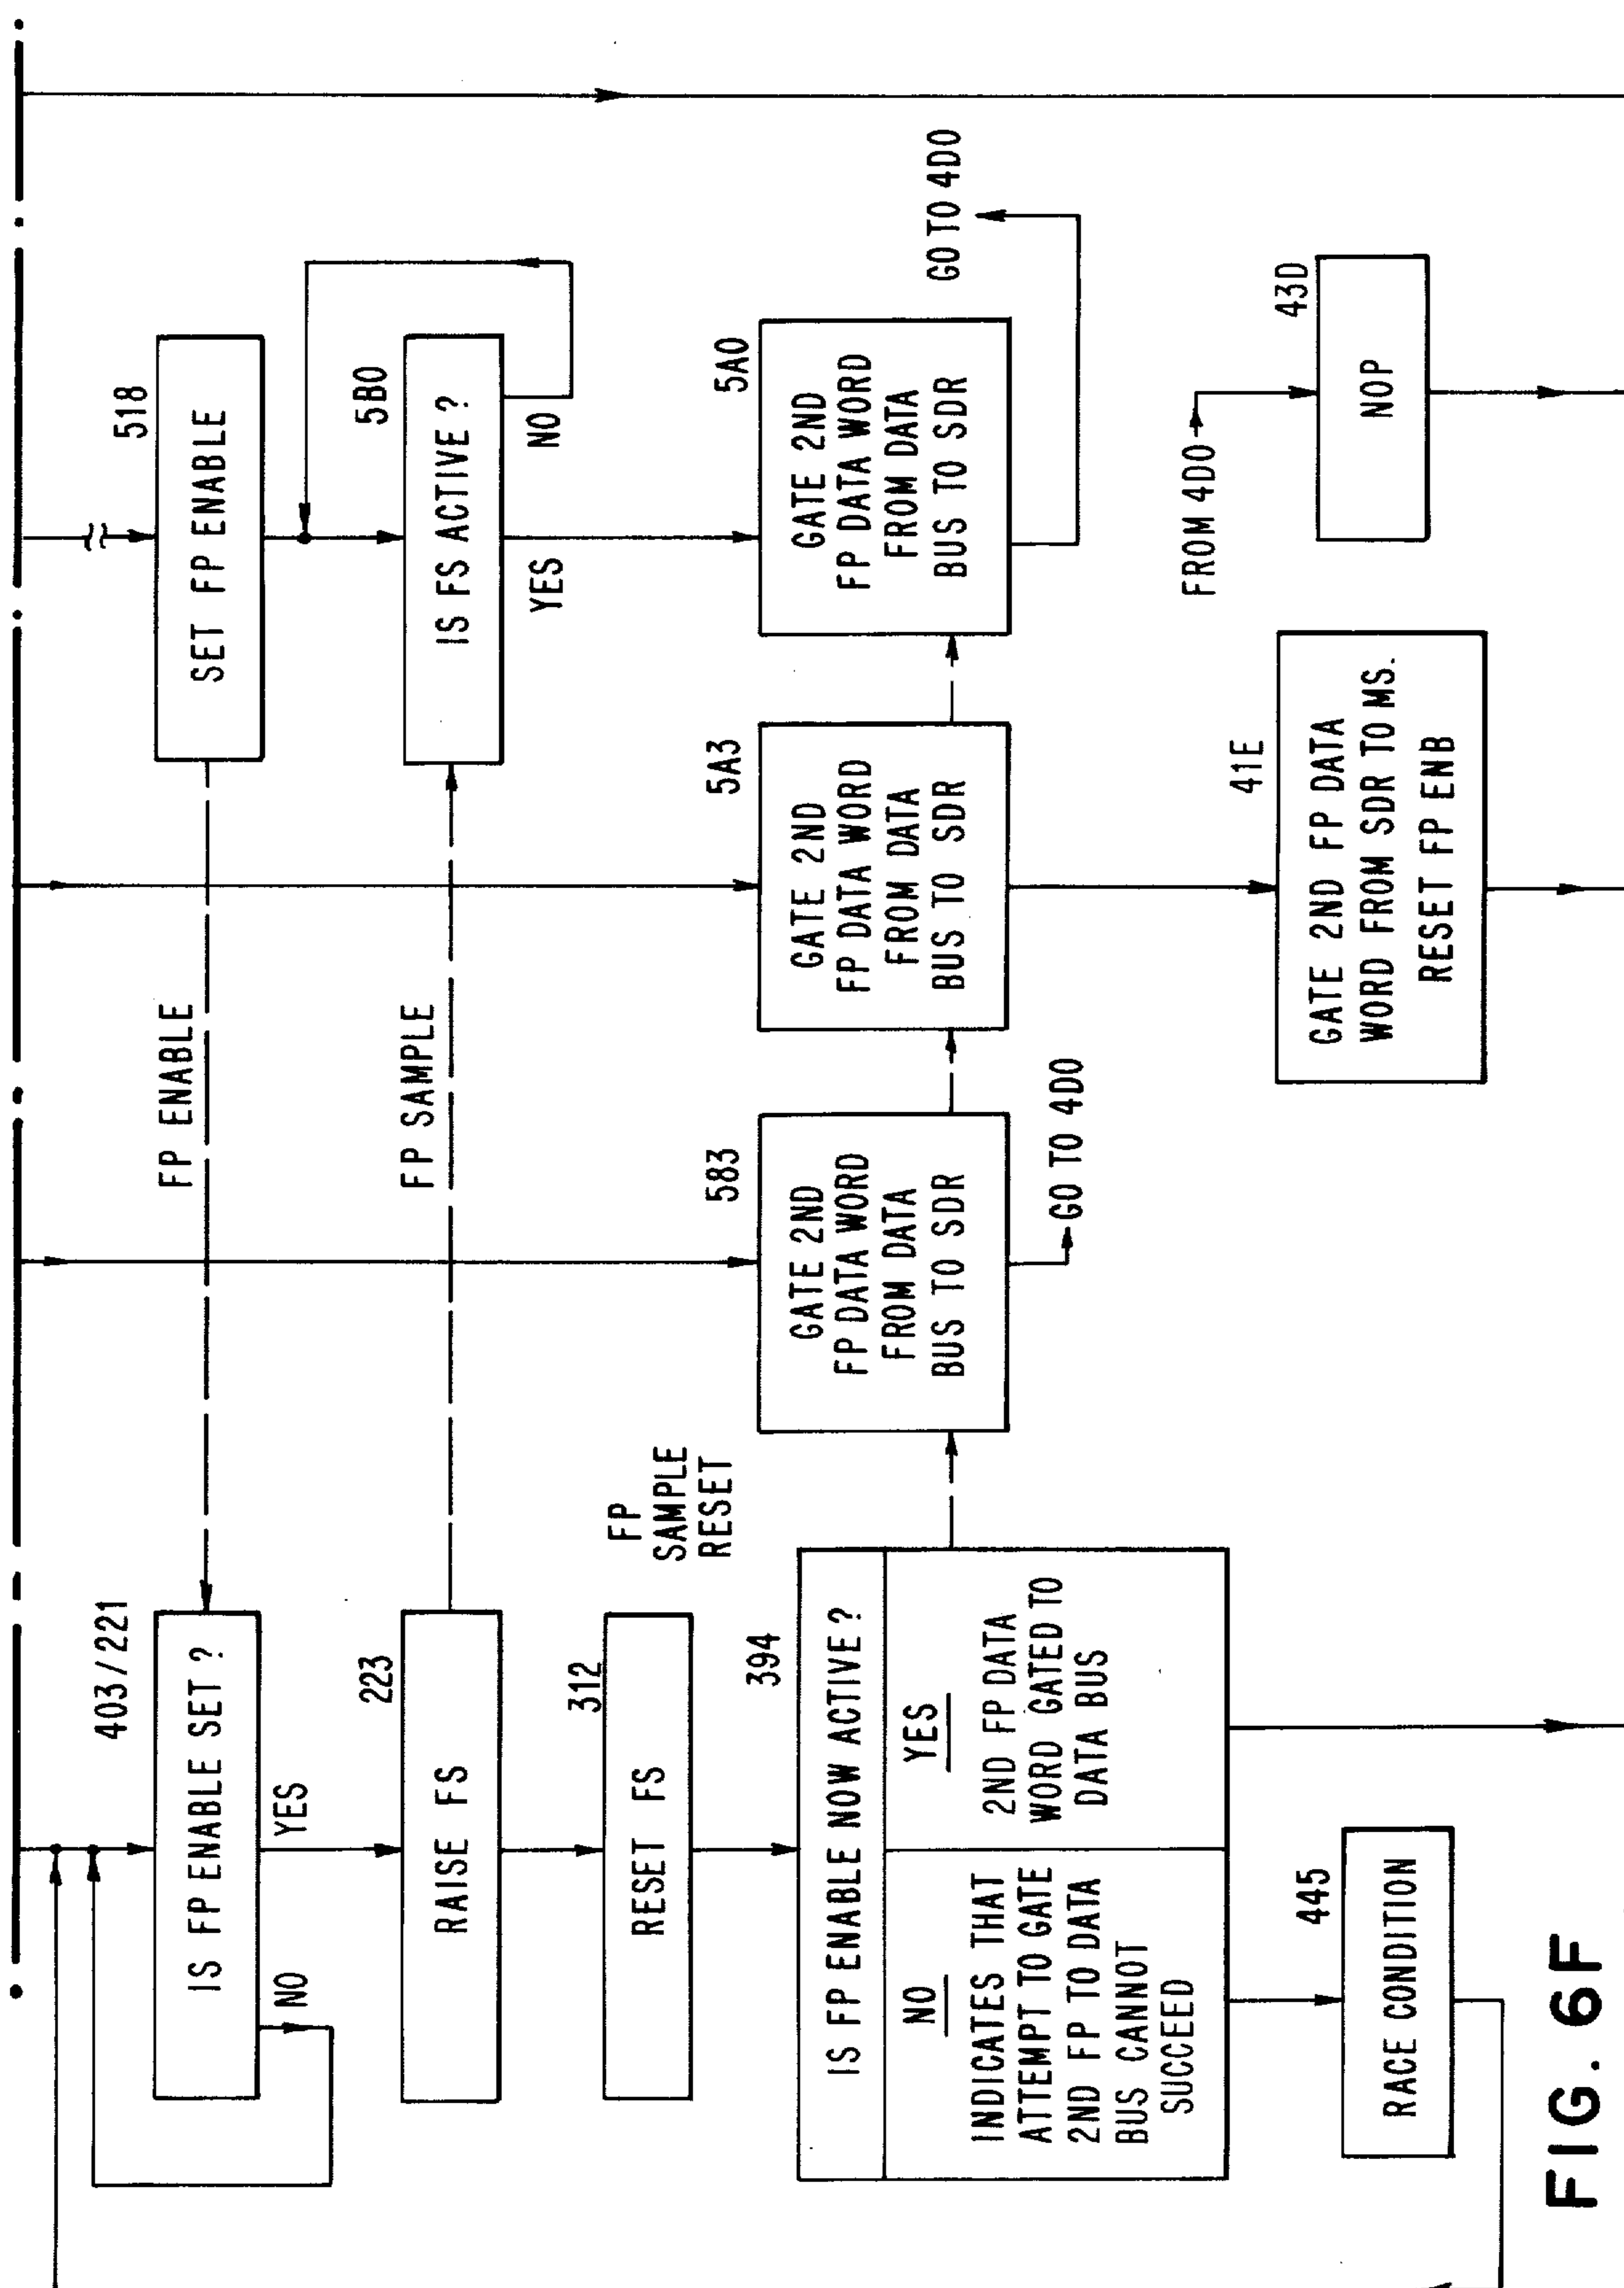 403/221
IS FP ENABLE SET ?
NO
YES
FP ENABLE
518
SET FP ENABLE
223
RAISE FS
FP SAMPLE
5B0
IS FS ACTIVE ?
YES
NO
312
RESET FS
FP
SAMPLE
RESET
394
IS FP ENABLE NOW ACTIVE ?
NO
INDICATES THAT
ATTEMPT TO GATE
2ND FP TO DATA
BUS CANNOT
SUCCEED
YES
2ND FP DATA
WORD GATED TO
DATA BUS
583
GATE 2ND
FP DATA WORD
FROM DATA
BUS TO SDR
GO TO 4D0
5A3
GATE 2ND
FP DATA WORD
FROM DATA
BUS TO SDR
5A0
GATE 2ND
FP DATA WORD
FROM DATA
BUS TO SDR
GO TO 4D0
445
RACE CONDITION
41E
GATE 2ND FP DATA
WORD FROM SDR TO MS.
RESET FP ENB
FROM 4D0
43D
NOP
FIG. 6F